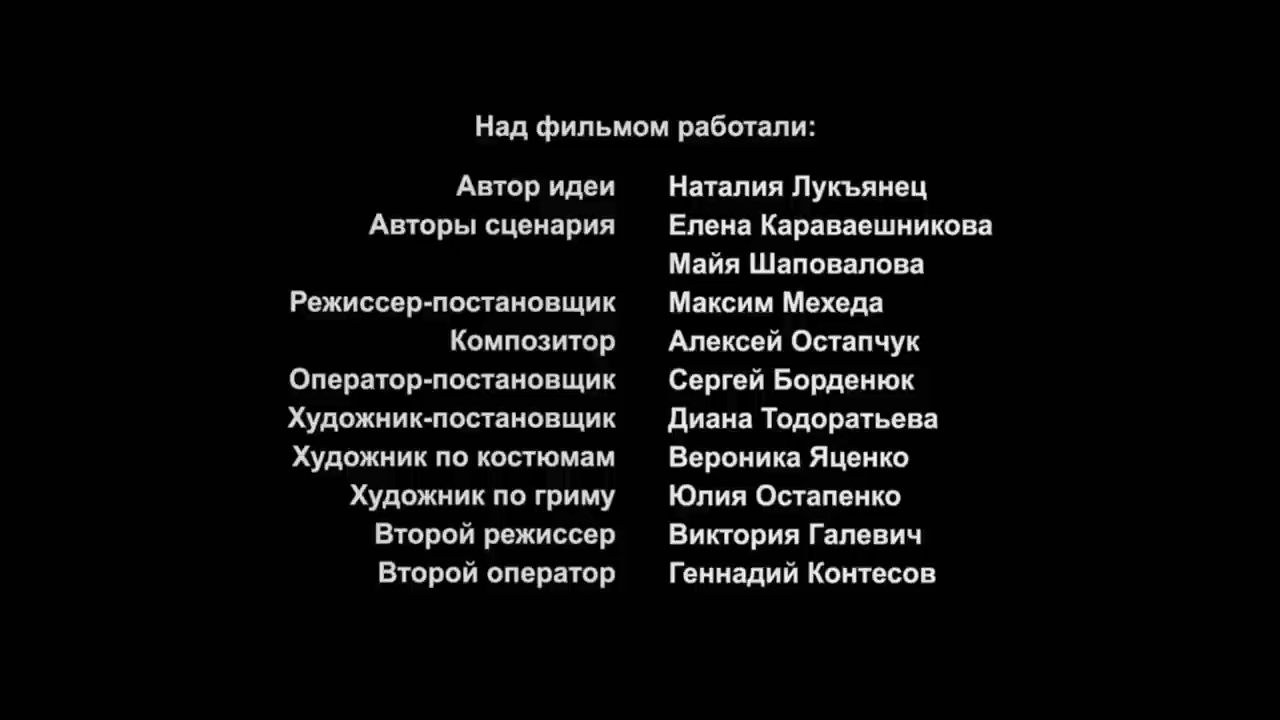 Над фильмом работали:
Автор идеи Наталия Лукъянец
Авторы сценария Елена Караваешникова
Майя Шаповалова
Режиссер-постановщик Максим Мехеда
Композитор Алексей Остапчук
Оператор-постановщик Сергей Борденюк
Художник-постановщик Диана Тодоратьева
Художник по костюмам Вероника Яценко
Художник по гриму Юлия Остапенко
Второй режиссер Виктория Галевич
Второй оператор Геннадий Контесов